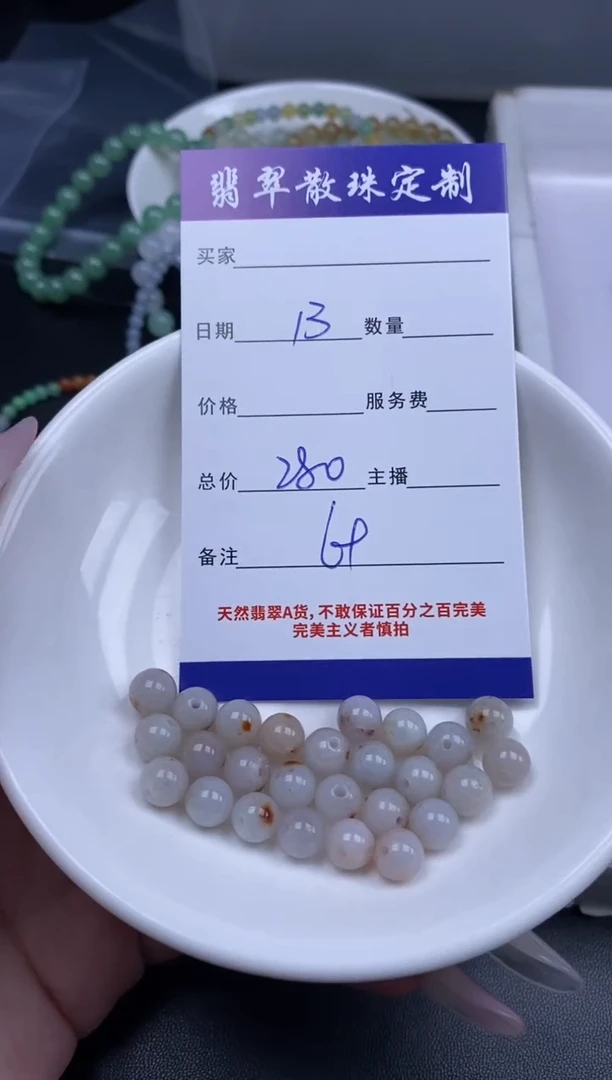 翡翠散珠定制
买家
日期 13 数量
价格 服务费
总价 280 主播
备注
天然翡翠A货，不敢保证百分之百完美
完美主义者慎拍